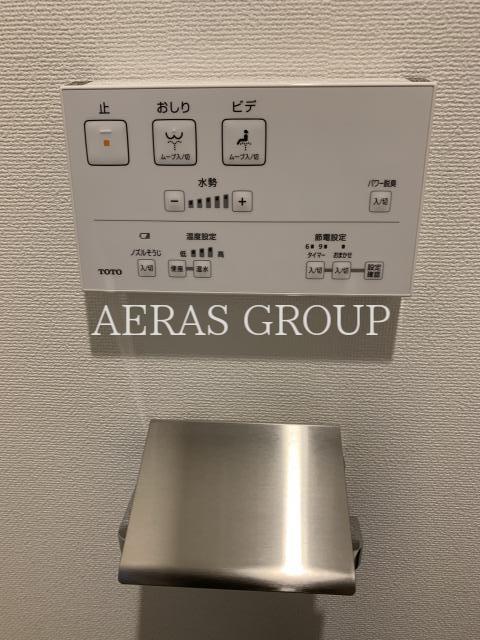 止 おしり ビデ
ムーブ入/切 ムーブ入/切
水勢
パワー脱臭
− +
入/切
温度設定 節電設定
ノズルそうじ 低 高 6 9
タイマー おまかせ
TOTO 入/切 便座 温水 入/切 入/切 設定
確認
AERAS GROUP